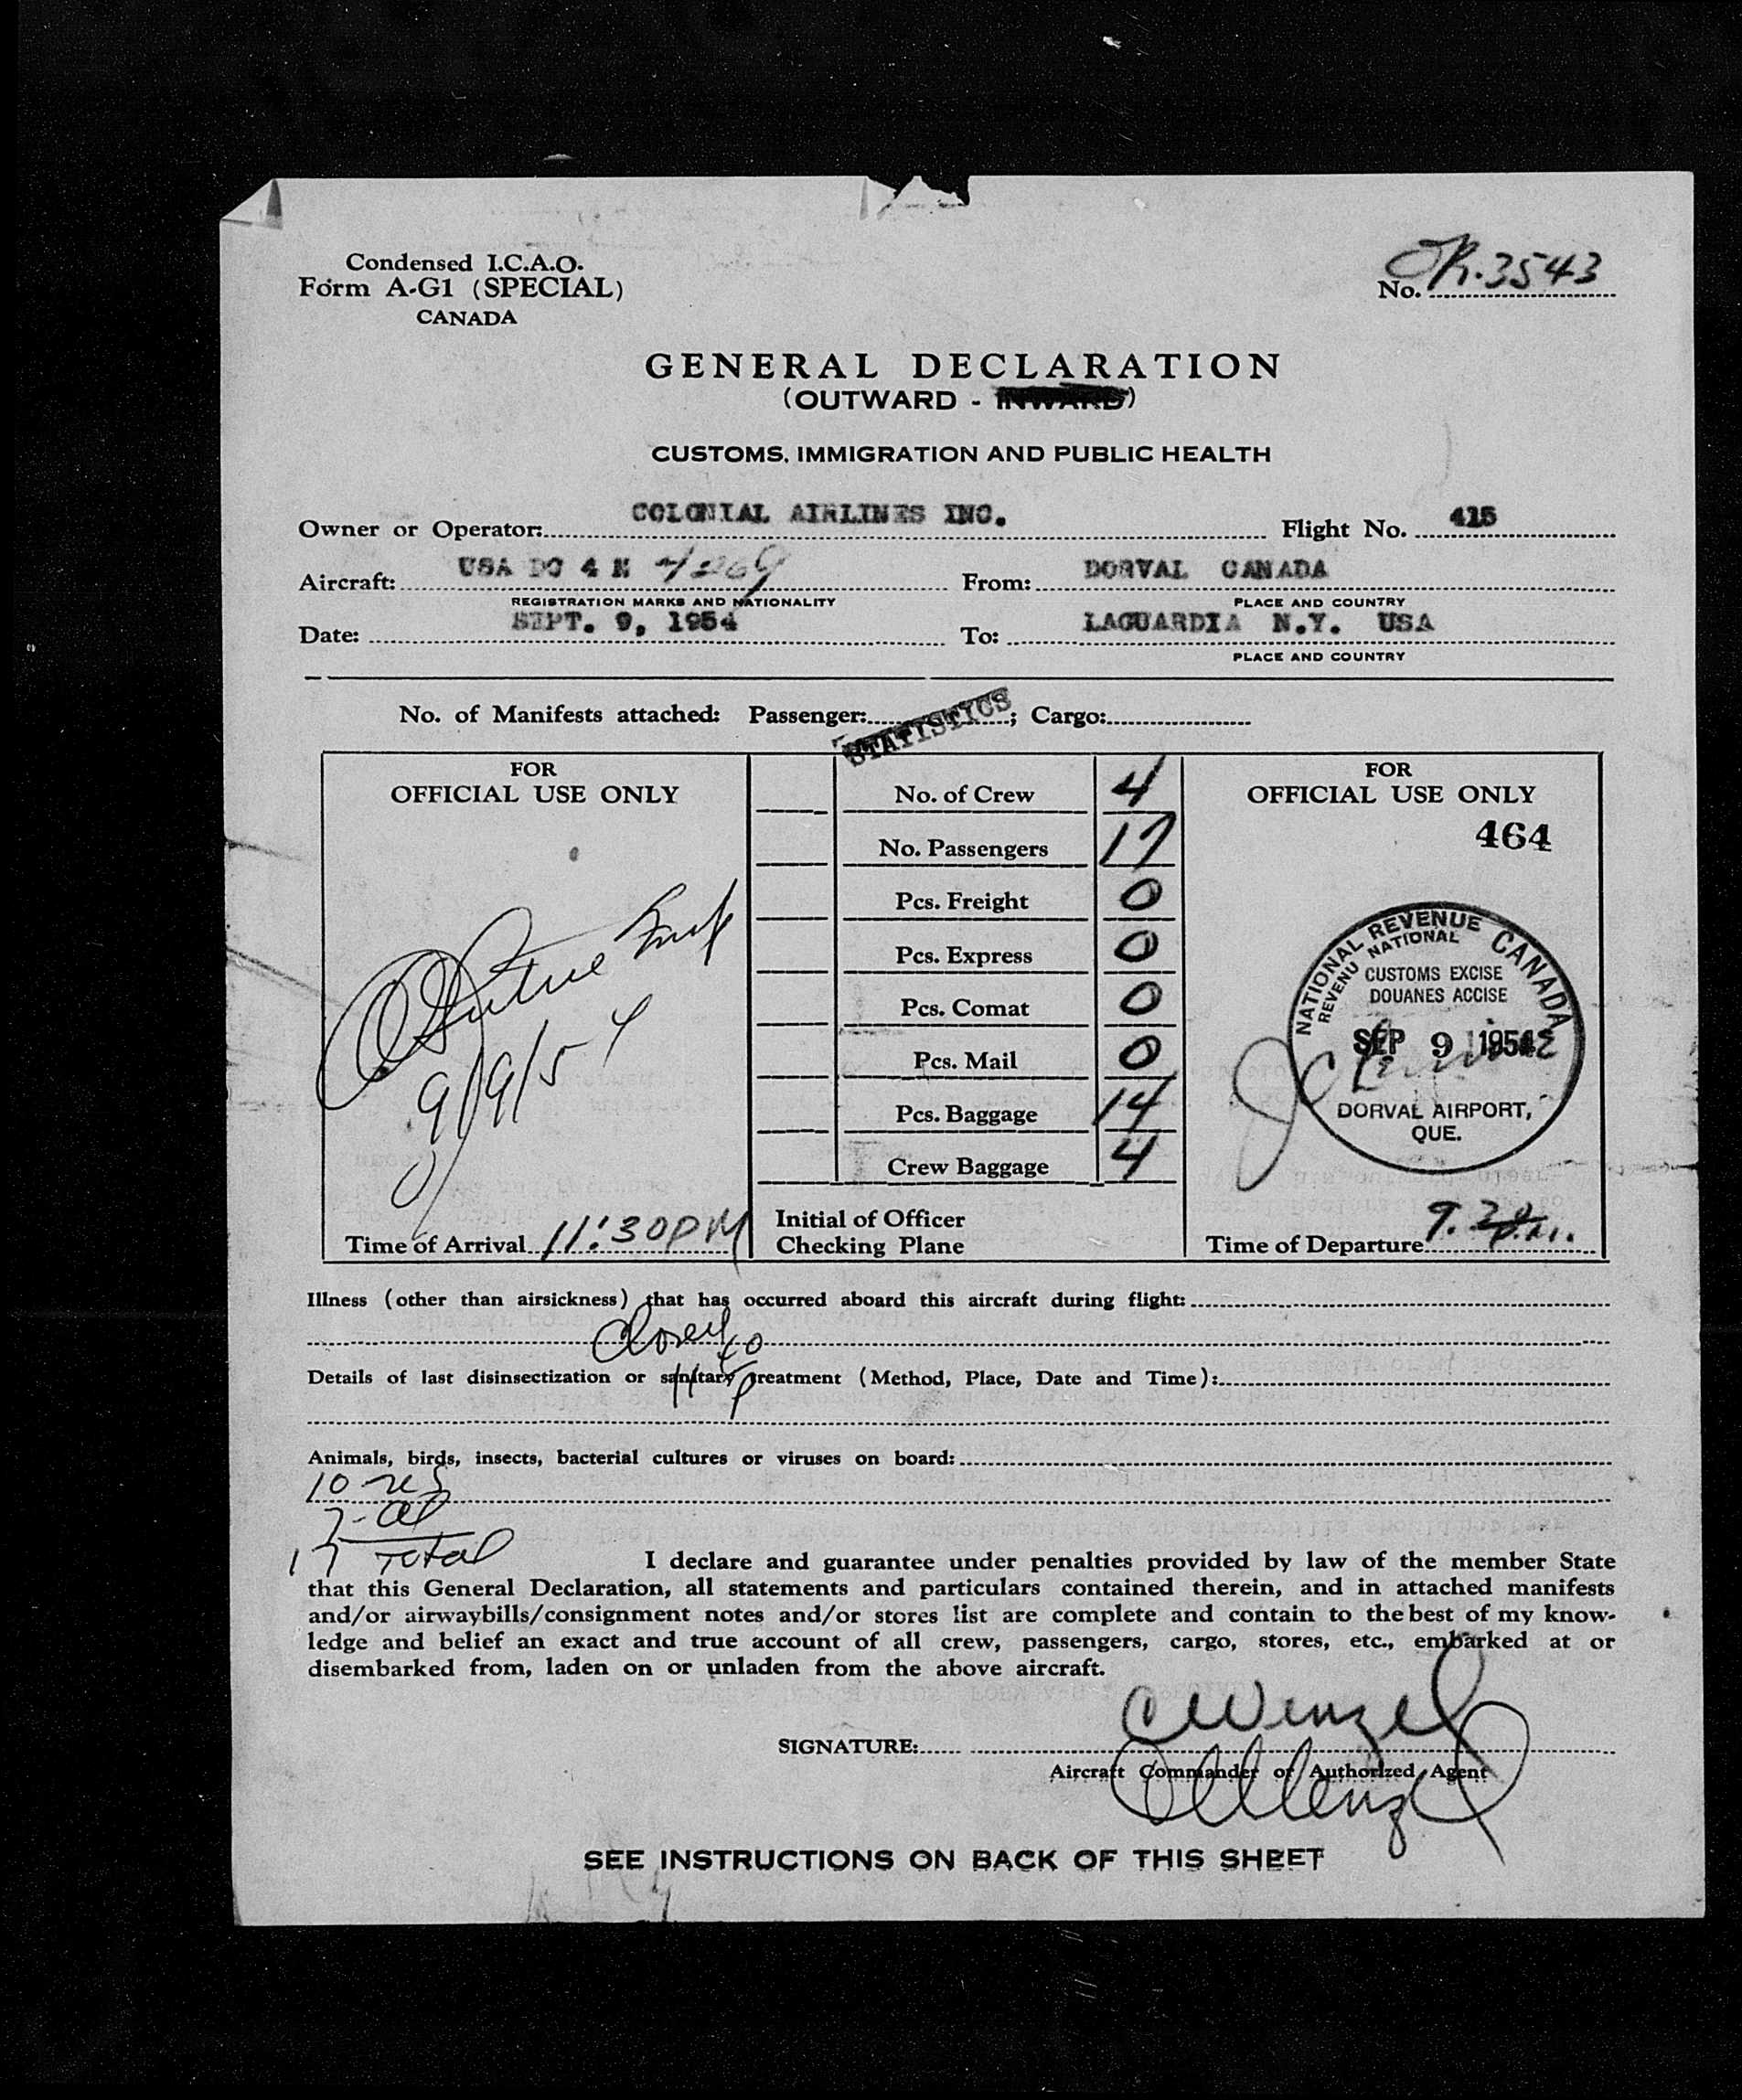 Condensed I.C.A.O.
Form A-G1 (SPECIAL)
CANADA
No. 3543
GENERAL DECLARATION
(OUTWARD - INWARD)
CUSTOMS, IMMIGRATION AND PUBLIC HEALTH
Owner or Operator: COLONIAL AIRLINES INC. Flight No. 415
Aircraft: USA DC 4 N From: DORVAL CANADA
REGISTRATION MARKS AND NATIONALITY PLACE AND COUNTRY
Date: SEPT. 9, 1954 To: LAGUARDIA N.Y. USA
PLACE AND COUNTRY
No. of Manifests attached: Passenger: ; Cargo:
STATISTICS
FOR
OFFICIAL USE ONLY
9/9/54
Time of Arrival 11:30PM
No. of Crew 4
No. Passengers 17
Pcs. Freight 0
Pcs. Express 0
Pcs. Comat 0
Pcs. Mail 0
Pcs. Baggage 14
Crew Baggage 4
Initial of Officer
Checking Plane
FOR
OFFICIAL USE ONLY
464
NATIONAL REVENUE CANADA
REVENU NATIONAL
CUSTOMS EXCISE
DOUANES ACCISE
SEP 9 1954
DORVAL AIRPORT,
QUE.
Time of Departure 9.
Illness (other than airsickness) that has occurred aboard this aircraft during flight:
Details of last disinsectization or sanitary treatment (Method, Place, Date and Time):
Animals, birds, insects, bacterial cultures or viruses on board:
10
7-al
17 Total
I declare and guarantee under penalties provided by law of the member State
that this General Declaration, all statements and particulars contained therein, and in attached manifests
and/or airwaybills/consignment notes and/or stores list are complete and contain to the best of my know-
ledge and belief an exact and true account of all crew, passengers, cargo, stores, etc., embarked at or
disembarked from, laden on or unladen from the above aircraft.
SIGNATURE: C Wenzel
Aircraft Commander or Authorized Agent
SEE INSTRUCTIONS ON BACK OF THIS SHEET